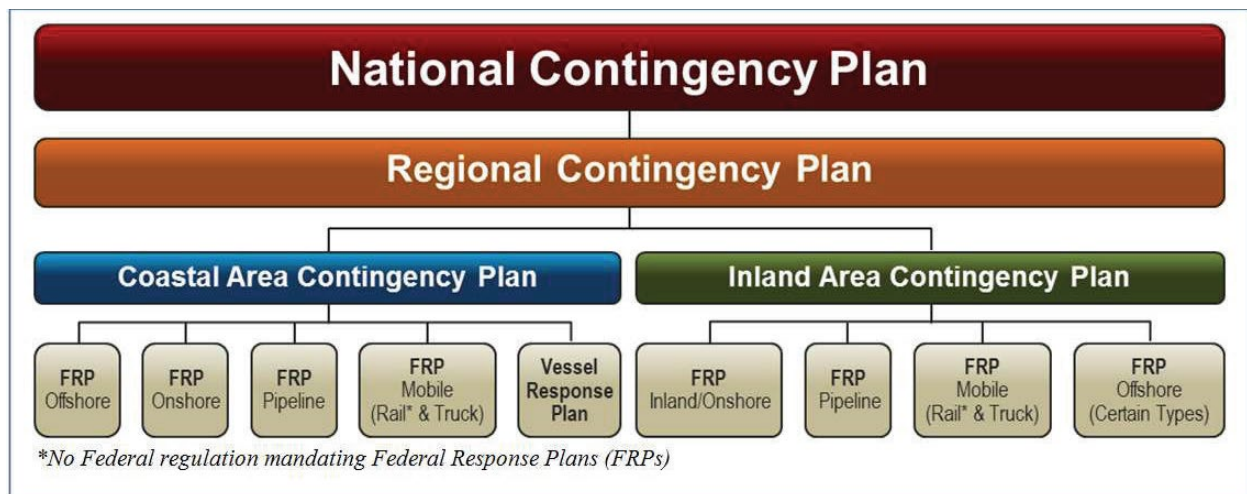 National Contingency Plan
Regional Contingency Plan
Coastal Area Contingency Plan
Inland Area Contingency Plan
FRP
Offshore
FRP
Onshore
FRP
Pipeline
FRP
Mobile
(Rail* & Truck)
Vessel
Response
Plan
FRP
Inland/Onshore
FRP
Pipeline
FRP
Mobile
(Rail* & Truck)
FRP
Offshore
(Certain Types)
*No Federal regulation mandating Federal Response Plans (FRPs)